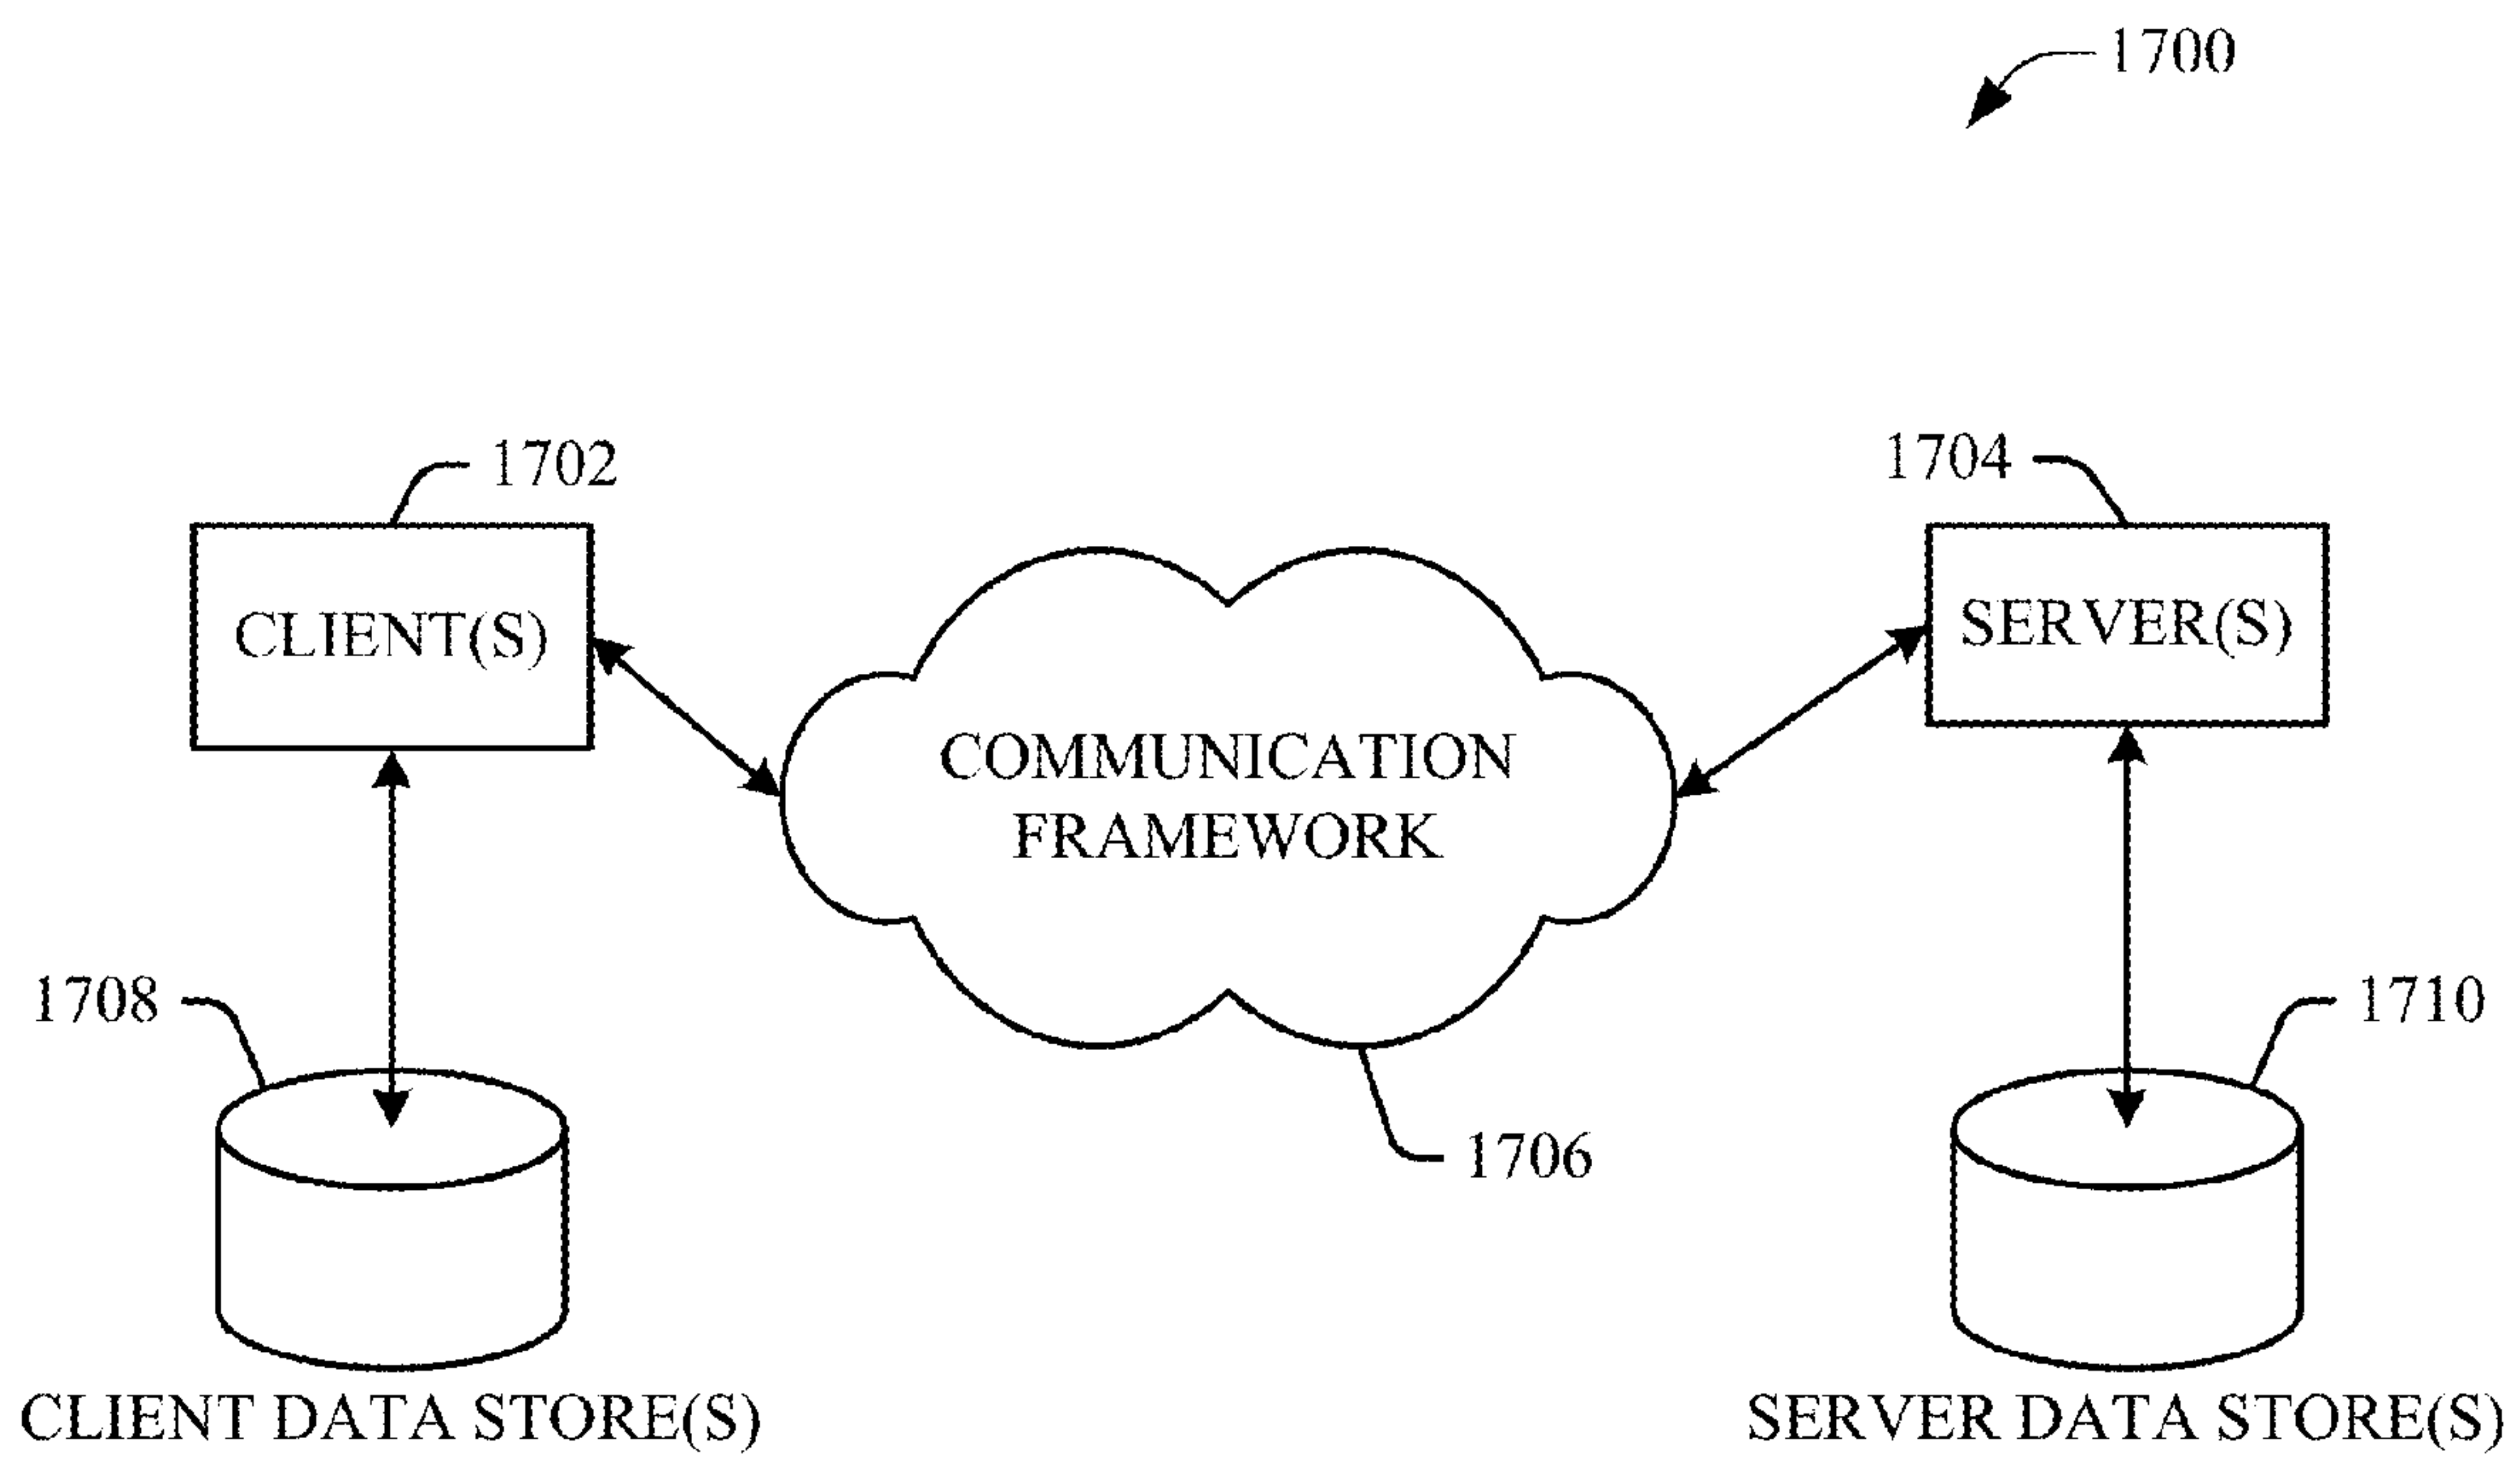 1700
1702
1704
CLIENT(S)
SERVER(S)
COMMUNICATION
FRAMEWORK
1708
1710
1706
CLIENT DATA STORE(S)
SERVER DATA STORE(S)